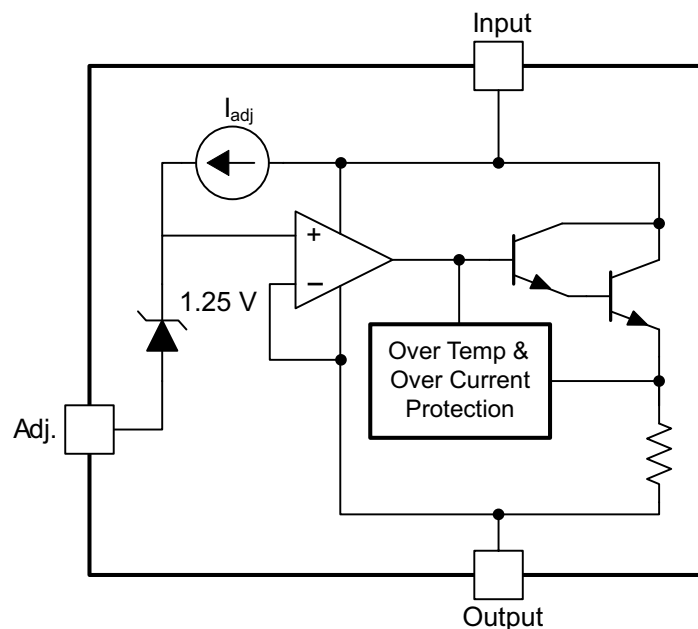 Input
I_adj
+
−
1.25 V
Over Temp &
Over Current
Protection
Adj.
Output